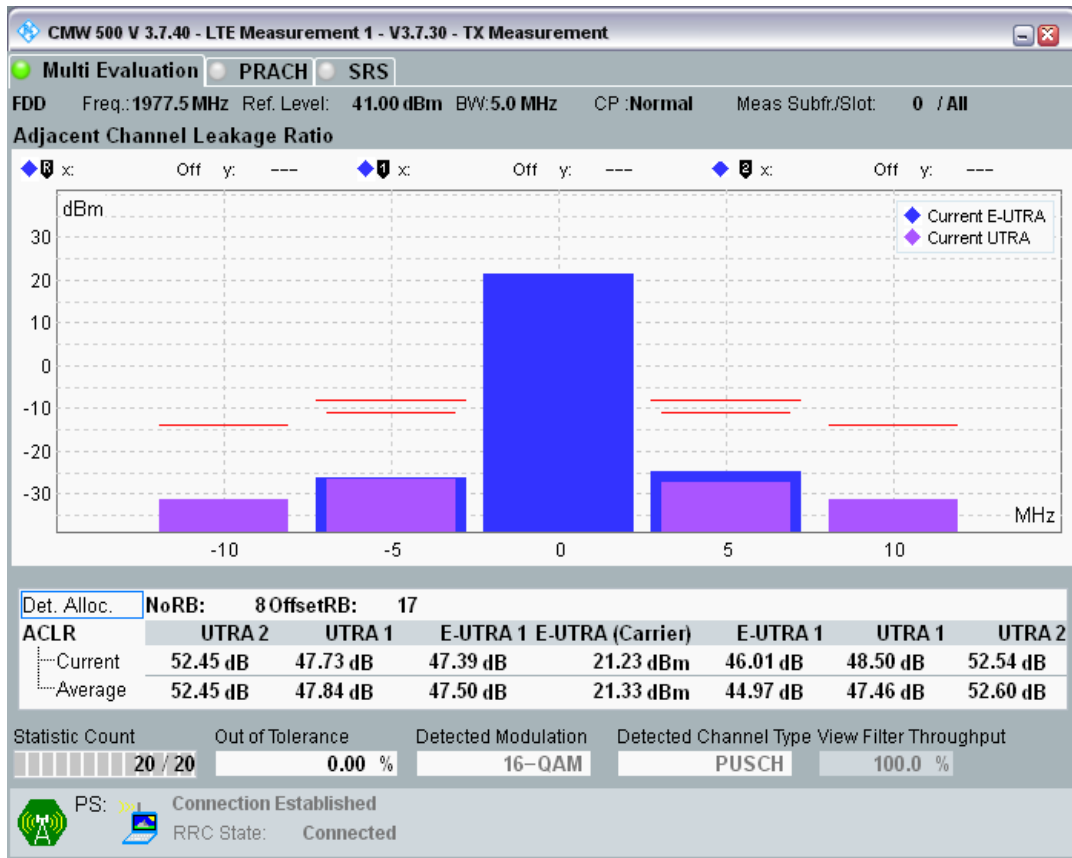 CMW 500 V 3.7.40 - LTE Measurement 1 - V3.7.30 - TX Measurement
Multi Evaluation PRACH SRS
FDD Freq.: 1977.5 MHz Ref. Level: 41.00 dBm BW: 5.0 MHz CP : Normal Meas Subfr./Slot: 0 / All
Adjacent Channel Leakage Ratio
R x: Off y: --- 1 x: Off y: --- 2 x: Off y: ---
dBm
Current E-UTRA
Current UTRA
30
20
10
0
-10
-20
-30
MHz
-10 -5 0 5 10
Det. Alloc. NoRB: 8 OffsetRB: 17
ACLR UTRA 2 UTRA 1 E-UTRA 1 E-UTRA (Carrier) E-UTRA 1 UTRA 1 UTRA 2
Current 52.45 dB 47.73 dB 47.39 dB 21.23 dBm 46.01 dB 48.50 dB 52.54 dB
Average 52.45 dB 47.84 dB 47.50 dB 21.33 dBm 44.97 dB 47.46 dB 52.60 dB
Statistic Count Out of Tolerance Detected Modulation Detected Channel Type View Filter Throughput
20 / 20 0.00 % 16-QAM PUSCH 100.0 %
PS: Connection Established
RRC State: Connected